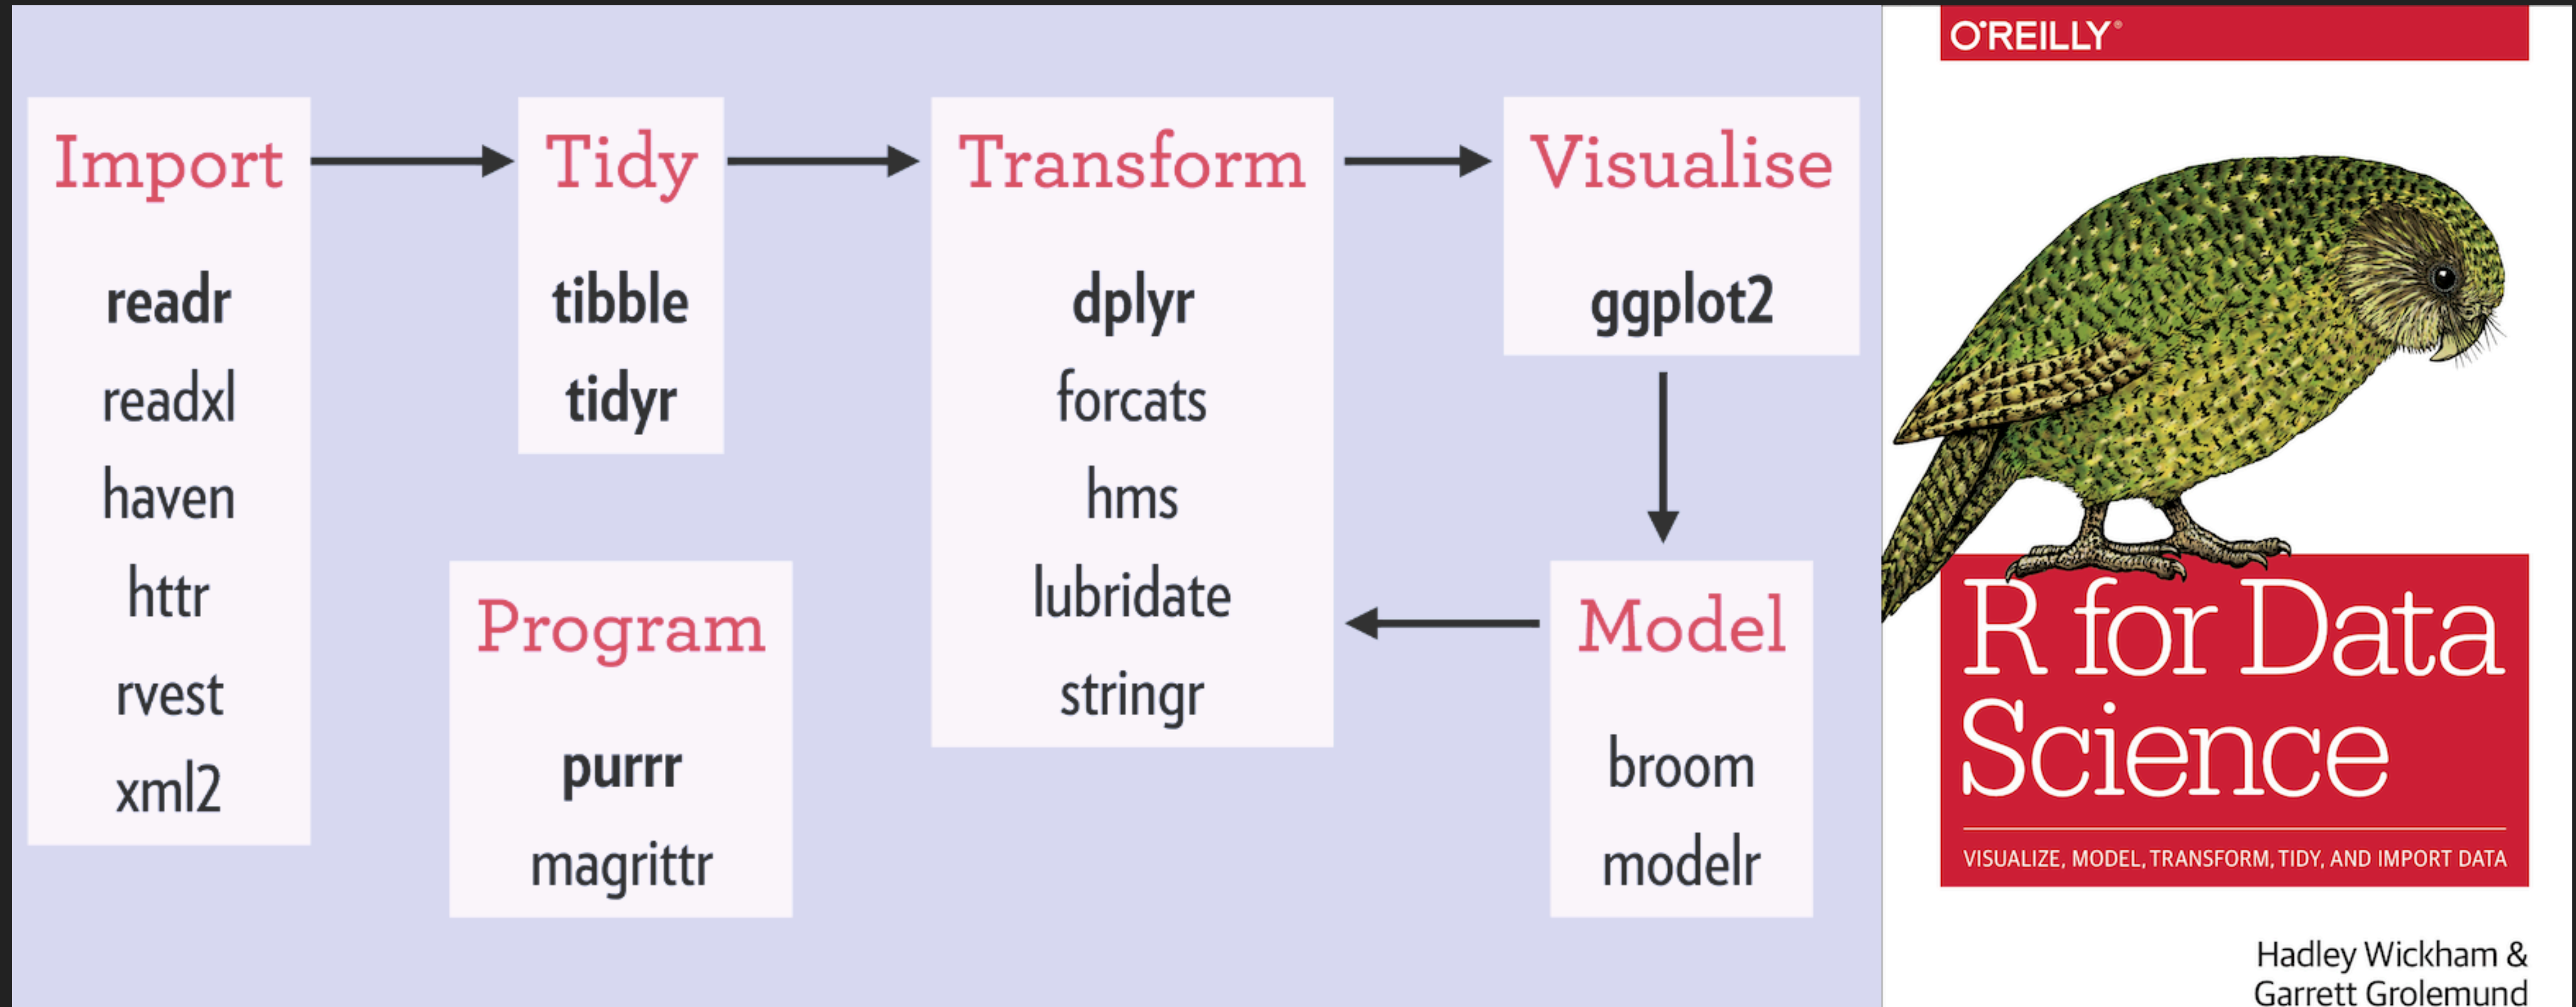 Import
readr
readxl
haven
httr
rvest
xml2
Tidy
tibble
tidyr
Program
purrr
magrittr
Transform
dplyr
forcats
hms
lubridate
stringr
Visualise
ggplot2
Model
broom
modelr
O'REILLY®
R for Data
Science
VISUALIZE, MODEL, TRANSFORM, TIDY, AND IMPORT DATA
Hadley Wickham &
Garrett Grolemund